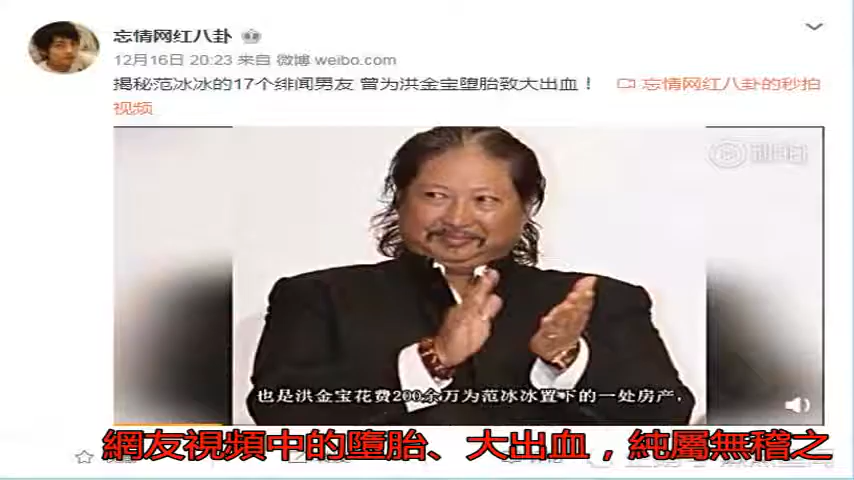 忘情网红八卦
12月16日 20:23 来自 微博 weibo.com
揭秘范冰冰的17个绯闻男友 曾为洪金宝堕胎致大出血！ 忘情网红八卦的秒拍
视频
秒拍
也是洪金宝花费200余万为范冰冰置下的一处房产,
網友視頻中的墮胎、大出血，純屬無稽之